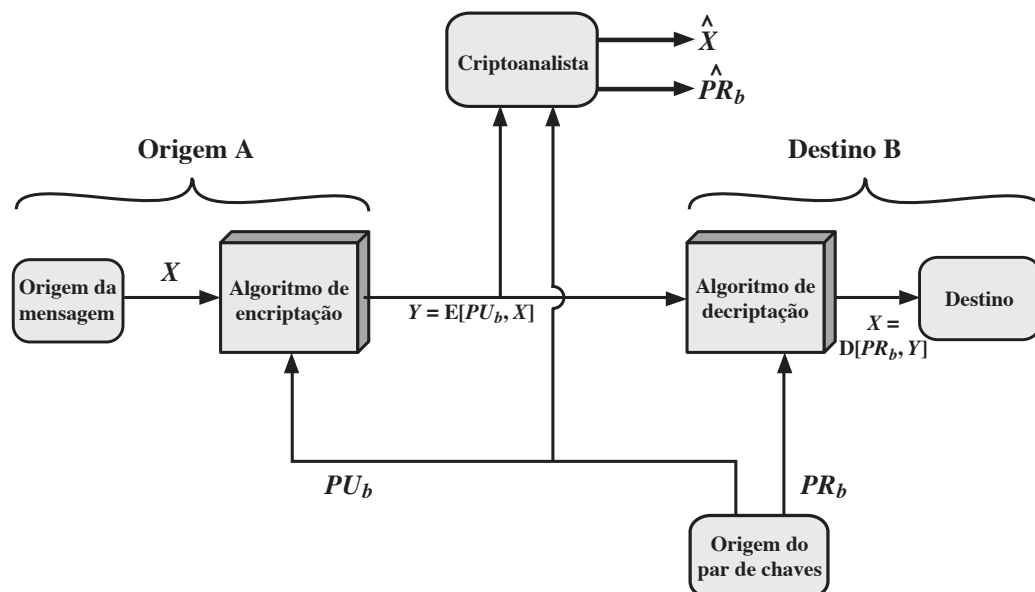 X̂
Criptoanalista
P̂R_b
Origem A
Destino B
Origem da
mensagem
X
Algoritmo de
encriptação
Y = E[PU_b, X]
Algoritmo de
decriptação
X =
D[PR_b, Y]
Destino
PU_b
PR_b
Origem do
par de chaves